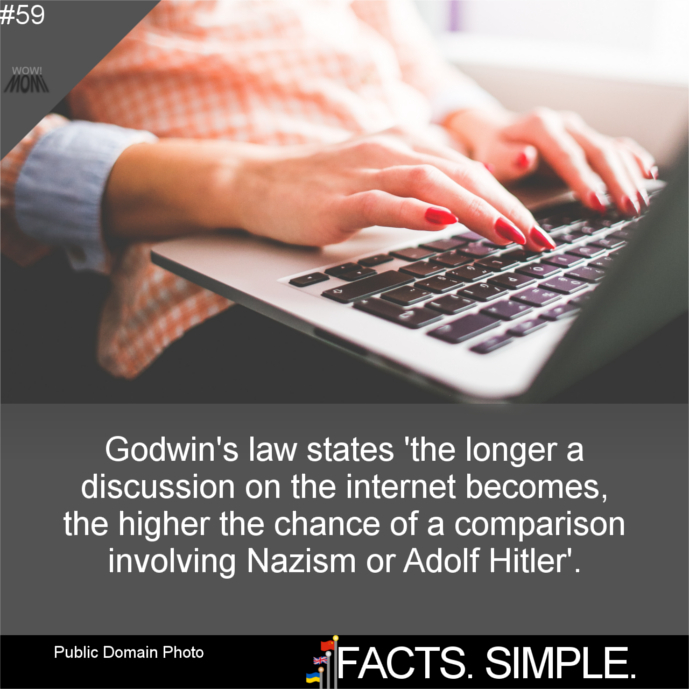 #59
WOW!
MOM!
Godwin's law states 'the longer a
discussion on the internet becomes,
the higher the chance of a comparison
involving Nazism or Adolf Hitler'.
Public Domain Photo
FACTS. SIMPLE.